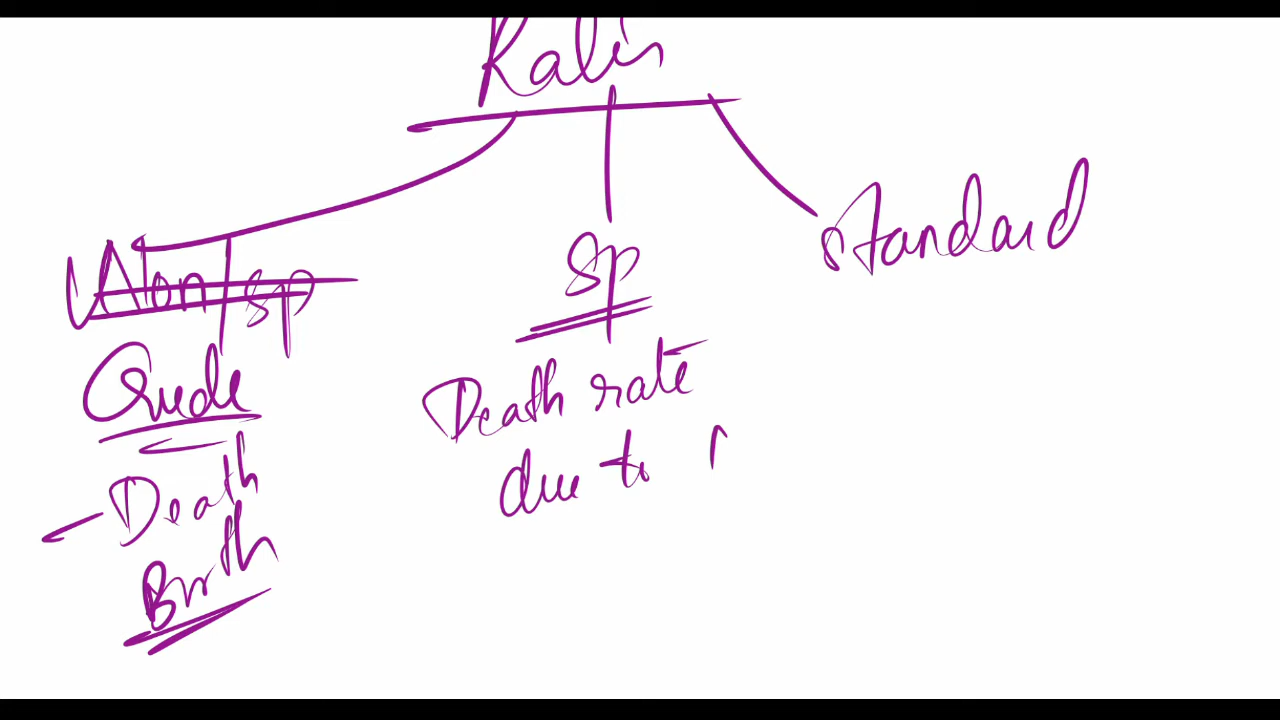 Rates
Non sp
Sp
Standard
Crude
Death rate
due to
Death
Birth